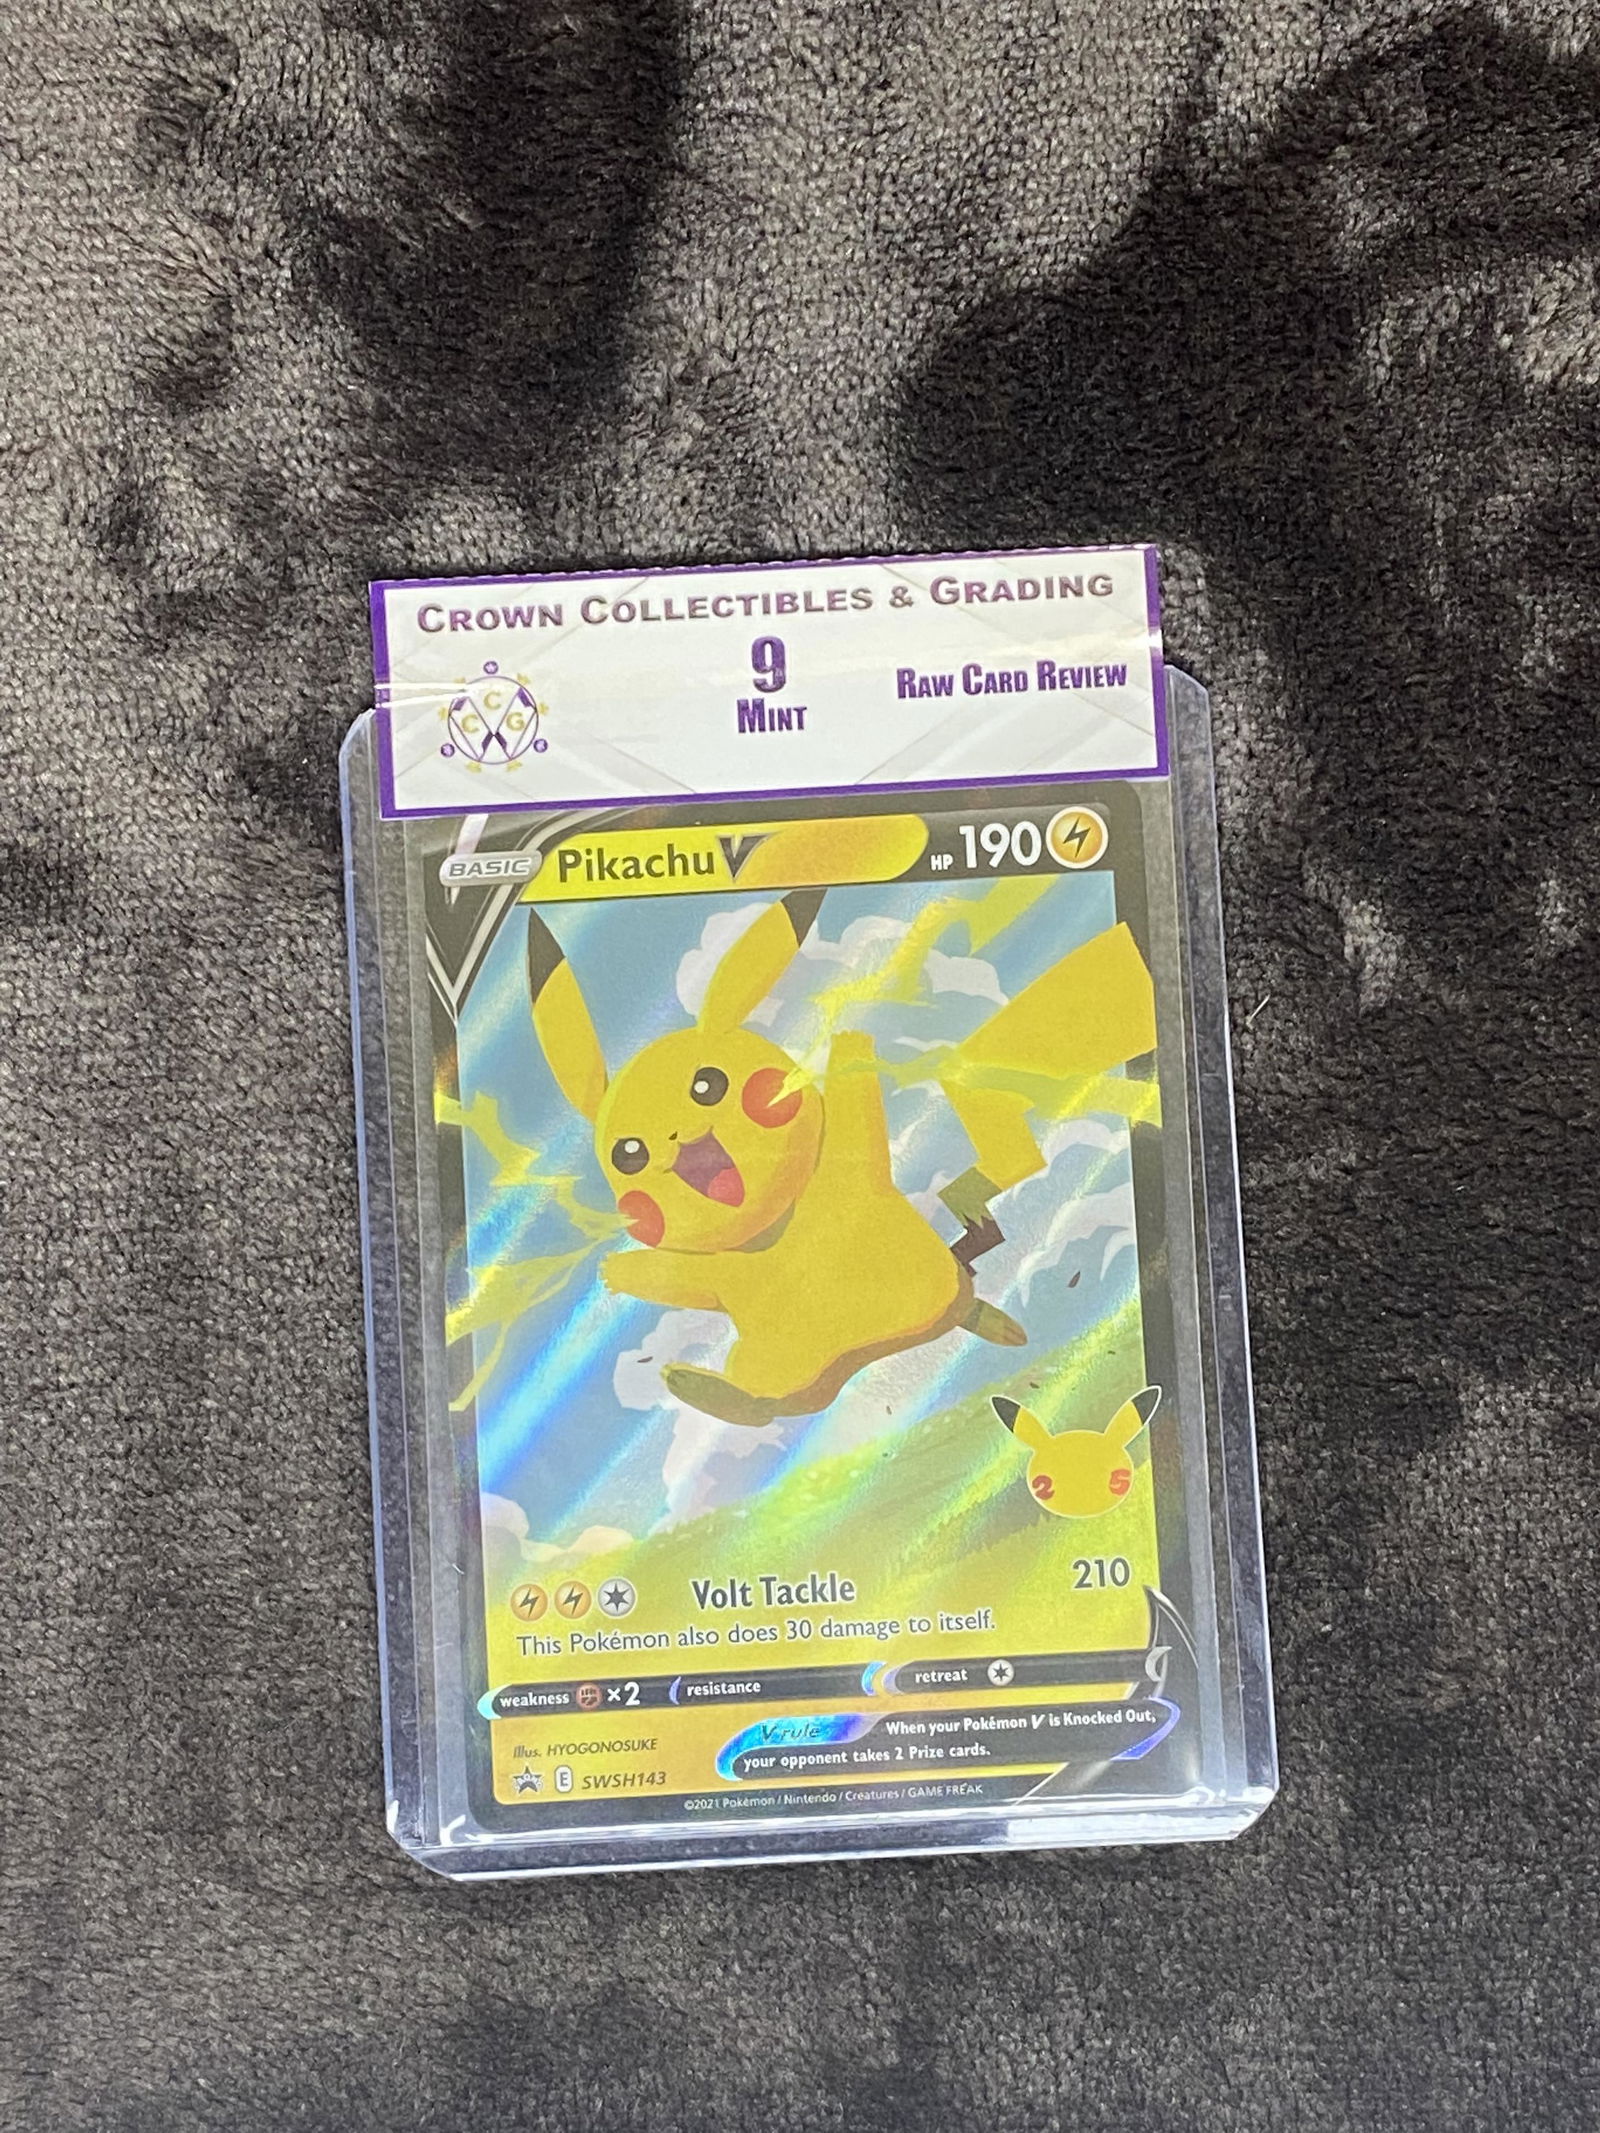 CROWN COLLECTIBLES & GRADING
9
MINT
RAW CARD REVIEW
C
C G
BASIC Pikachu V HP 190
2 5
Volt Tackle 210
This Pokémon also does 30 damage to itself.
weakness ×2 resistance retreat
V rule When your Pokémon V is Knocked Out,
your opponent takes 2 Prize cards.
Illus. HYOGONOSUKE
E SWSH143
©2021 Pokémon / Nintendo / Creatures / GAME FREAK